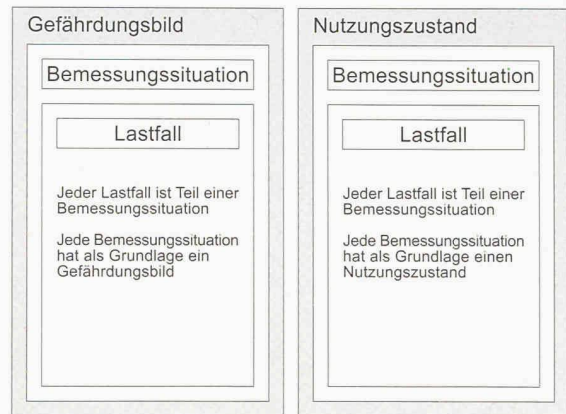 Gefährdungsbild
Bemessungssituation
Lastfall
Jeder Lastfall ist Teil einer
Bemessungssituation
Jede Bemessungssituation
hat als Grundlage ein
Gefährdungsbild
Nutzungszustand
Bemessungssituation
Lastfall
Jeder Lastfall ist Teil einer
Bemessungssituation
Jede Bemessungssituation
hat als Grundlage einen
Nutzungszustand